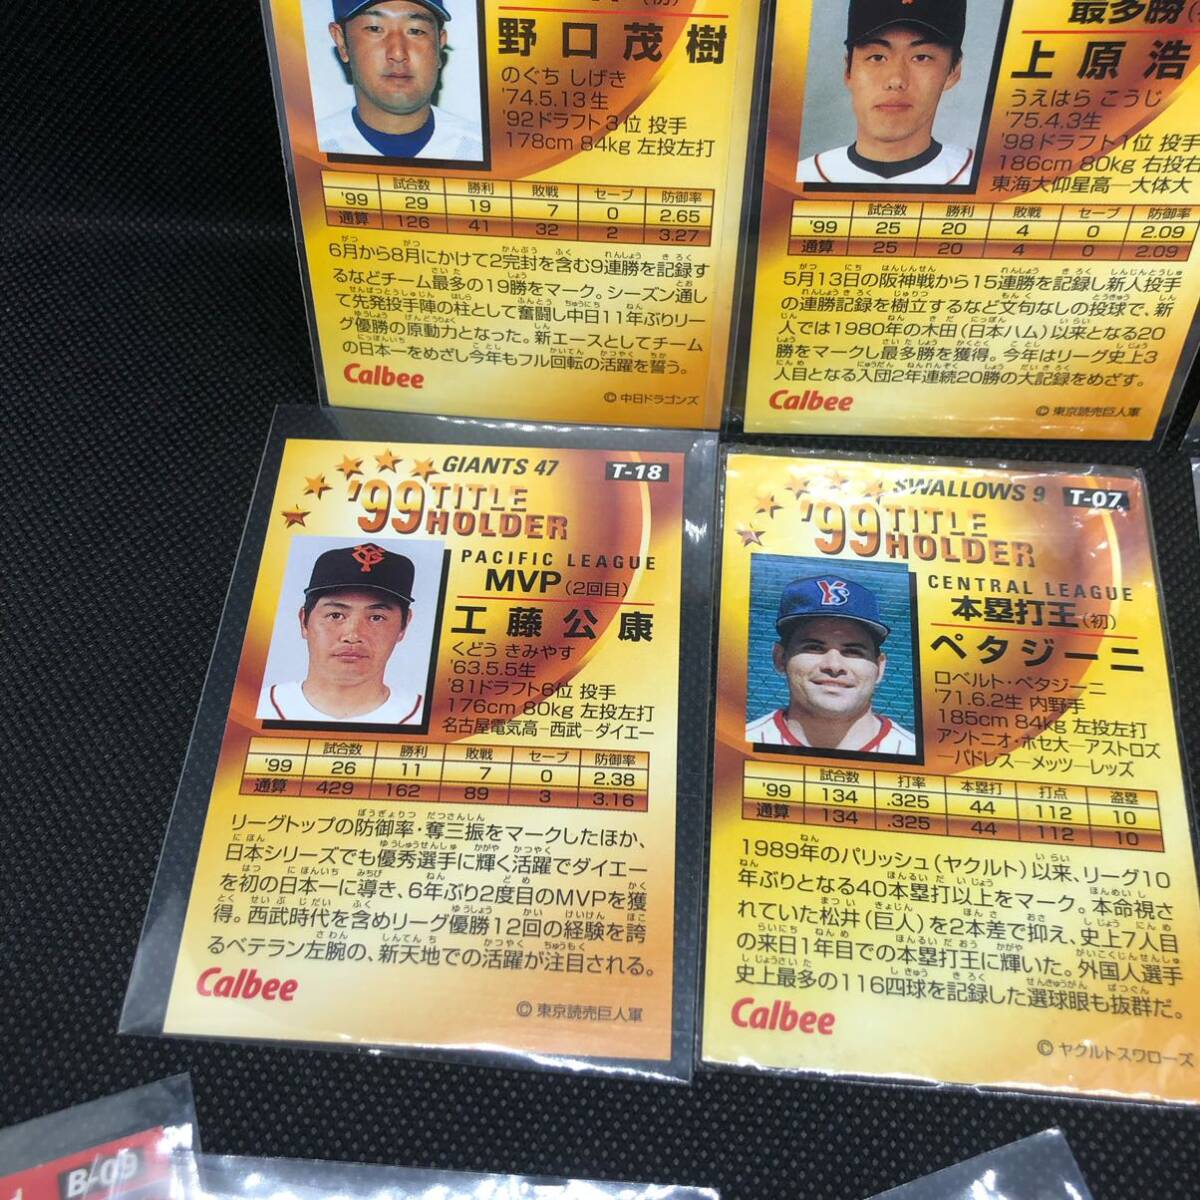 野口茂樹
のぐち しげき
'74.5.13生
'92ドラフト3位 投手
178cm 84kg 左投左打
試合数 勝利 敗戦 セーブ 防御率
'99 29 19 7 0 2.65
通算 126 41 32 2 3.27
6月から8月にかけて2完封を含む9連勝を記録す
るなどチーム最多の19勝をマーク。シーズン通し
て先発投手陣の柱として奮闘し中日11年ぶりリー
グ優勝の原動力となった。新エースとしてチーム
の日本一をめざし今年もフル回転の活躍を誓う。
Calbee
© 中日ドラゴンズ
最多勝
上原浩
うえはら こうじ
'75.4.3生
'98ドラフト1位 投手
186cm 80kg 右投右
東海大仰星高―大体大
試合数 勝利 敗戦 セーブ 防御率
'99 25 20 4 0 2.09
通算 25 20 4 0 2.09
5月13日の阪神戦から15連勝を記録し新人投手
の連勝記録を樹立するなど文句なしの投球で、新
人では1980年の木田(日本ハム)以来となる20
勝をマークし最多勝を獲得。今年はリーグ史上3
人目となる入団2年連続20勝の大記録をめざす。
Calbee
© 東京読売巨人軍
GIANTS 47
T-18
'99 TITLE HOLDER
PACIFIC LEAGUE
MVP(2回目)
工藤公康
くどう きみやす
'63.5.5生
'81ドラフト6位 投手
176cm 80kg 左投左打
名古屋電気高―西武―ダイエー
試合数 勝利 敗戦 セーブ 防御率
'99 26 11 7 0 2.38
通算 429 162 89 3 3.16
リーグトップの防御率・奪三振をマークしたほか、
日本シリーズでも優秀選手に輝く活躍でダイエー
を初の日本一に導き、6年ぶり2度目のMVPを獲
得。西武時代を含めリーグ優勝12回の経験を誇
るベテラン左腕の、新天地での活躍が注目される。
Calbee
© 東京読売巨人軍
SWALLOWS 9
T-07
'99 TITLE HOLDER
CENTRAL LEAGUE
本塁打王(初)
ペタジーニ
ロベルト・ペタジーニ
'71.6.2生 内野手
185cm 84kg 左投左打
アントニオ・ホセ大―アストロズ
―パドレス―メッツ―レッズ
試合数 打率 本塁打 打点 盗塁
'99 134 .325 44 112 10
通算 134 .325 44 112 10
1989年のパリッシュ(ヤクルト)以来、リーグ10
年ぶりとなる40本塁打以上をマーク。本命視さ
れていた松井(巨人)を2本差で抑え、史上7人目
の来日1年目での本塁打王に輝いた。外国人選手
史上最多の116四球を記録した選球眼も抜群だ。
Calbee
© ヤクルトスワローズ
B-09